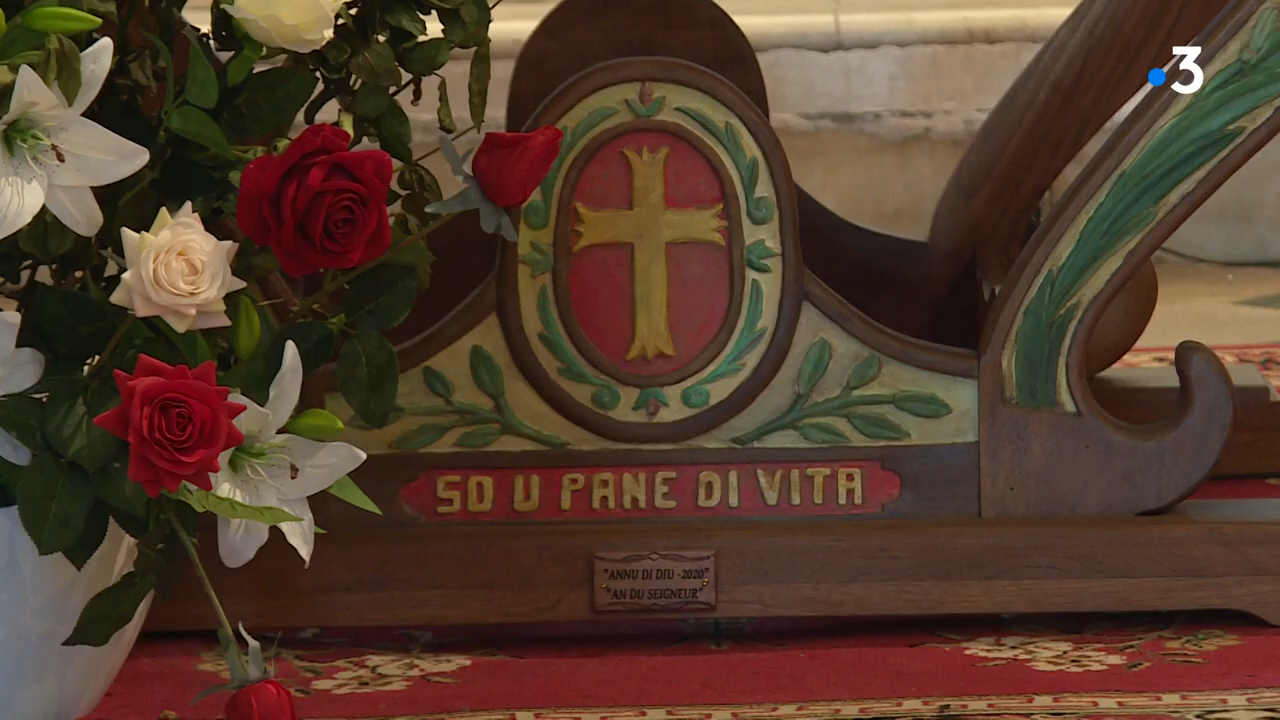 3
SO U PANE DI VITA
"ANNU DI DIU -2020"
"AN DU SEIGNEUR"